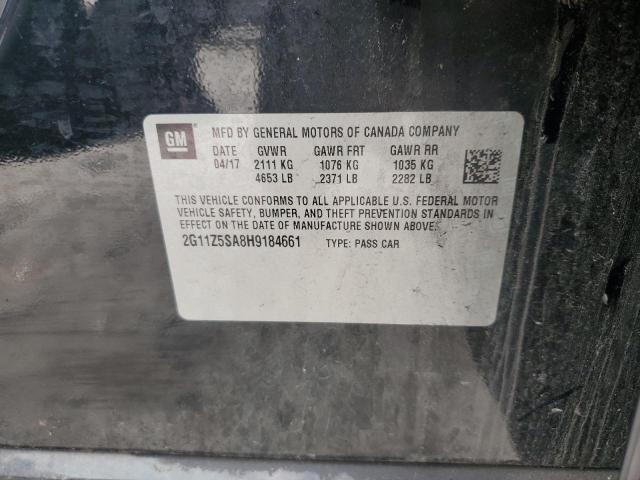 GM MFD BY GENERAL MOTORS OF CANADA COMPANY
DATE GVWR GAWR FRT GAWR RR
04/17 2111 KG 1076 KG 1035 KG
4653 LB 2371 LB 2282 LB
THIS VEHICLE CONFORMS TO ALL APPLICABLE U.S. FEDERAL MOTOR
VEHICLE SAFETY, BUMPER, AND THEFT PREVENTION STANDARDS IN
EFFECT ON THE DATE OF MANUFACTURE SHOWN ABOVE.
2G11Z5SA8H9184661 TYPE: PASS CAR